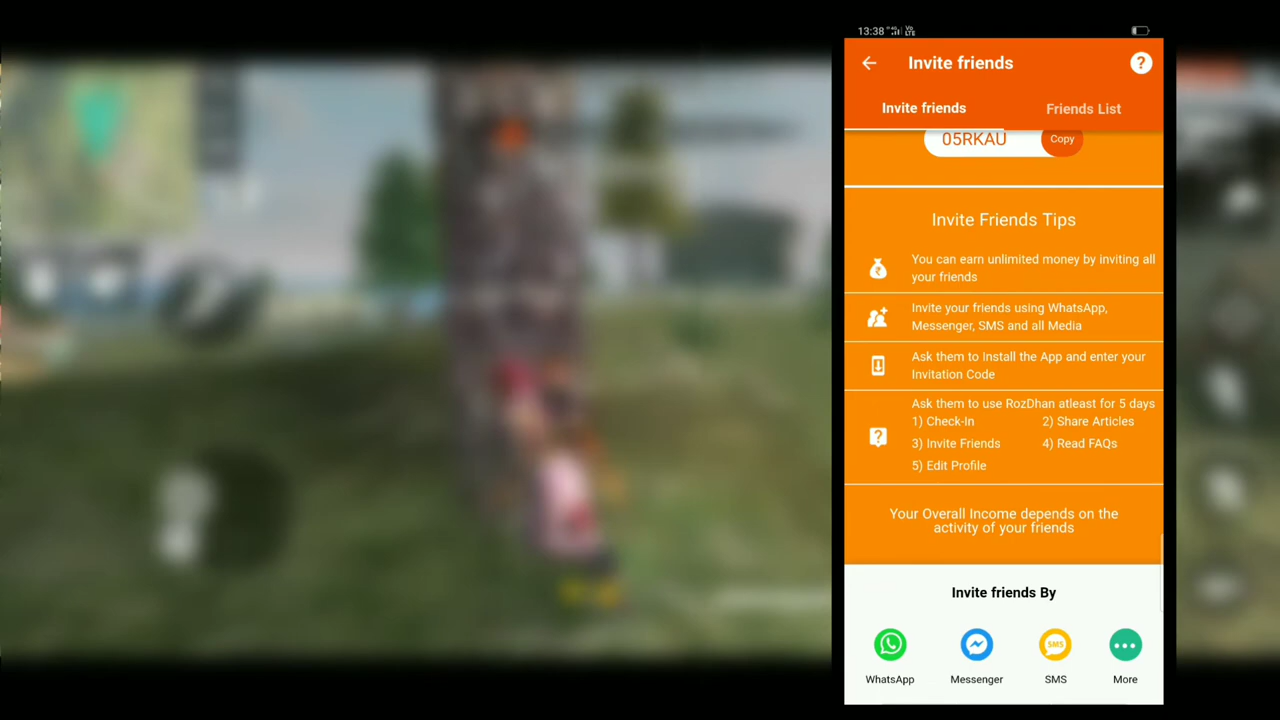 13:38
Invite friends
Invite friends
Friends List
05RKAU
Copy
Invite Friends Tips
You can earn unlimited money by inviting all
your friends
Invite your friends using WhatsApp,
Messenger, SMS and all Media
Ask them to Install the App and enter your
Invitation Code
Ask them to use RozDhan atleast for 5 days
1) Check-In 2) Share Articles
3) Invite Friends 4) Read FAQs
5) Edit Profile
Your Overall Income depends on the
activity of your friends
Invite friends By
SMS
WhatsApp Messenger SMS More